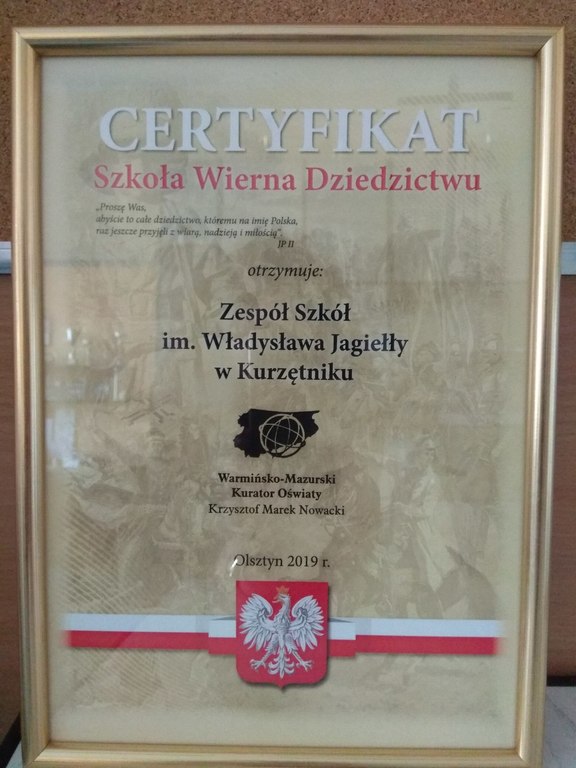 CERTYFIKAT
Szkoła Wierna Dziedzictwu
„Proszę Was,
abyście to całe dziedzictwo, któremu na imię Polska,
raz jeszcze przyjęli z wiarą, nadzieją i miłością”.
JP II
otrzymuje:
Zespół Szkół
im. Władysława Jagiełły
w Kurzętniku
Warmińsko-Mazurski
Kurator Oświaty
Krzysztof Marek Nowacki
Olsztyn 2019 r.